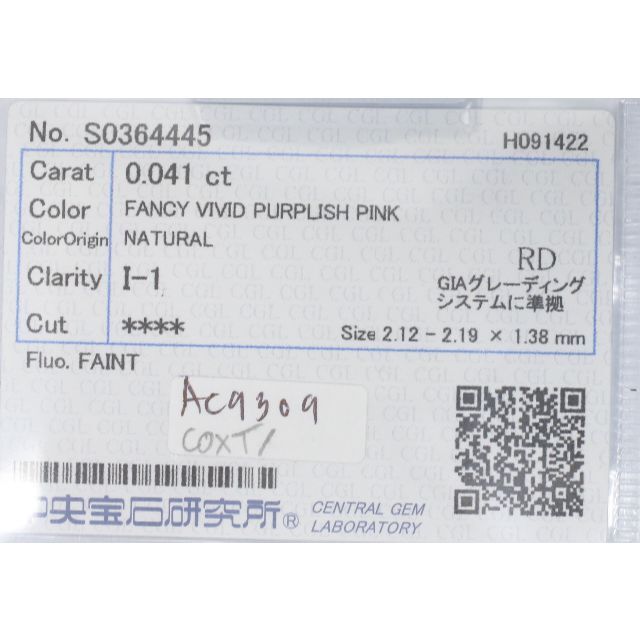 No. S0364445 H091422
Carat 0.041 ct
Color FANCY VIVID PURPLISH PINK
ColorOrigin NATURAL
RD
Clarity I-1 GIAグレーディング
システムに準拠
Cut **** Size 2.12 - 2.19 × 1.38 mm
Fluo. FAINT
AC9309
COXT/
中央宝石研究所®
CENTRAL GEM
LABORATORY